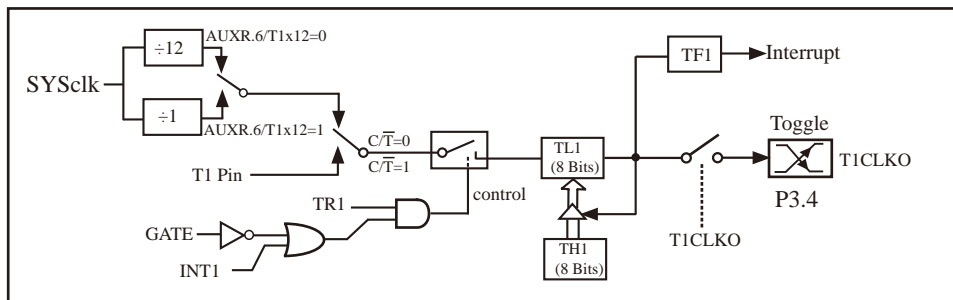 ÷12
AUXR.6/T1x12=0
SYSclk
÷1
AUXR.6/T1x12=1
T1 Pin
C/T̅=0
C/T̅=1
TR1
GATE
INT1
control
TL1
(8 Bits)
TH1
(8 Bits)
TF1
Interrupt
Toggle
T1CLKO
P3.4
T1CLKO